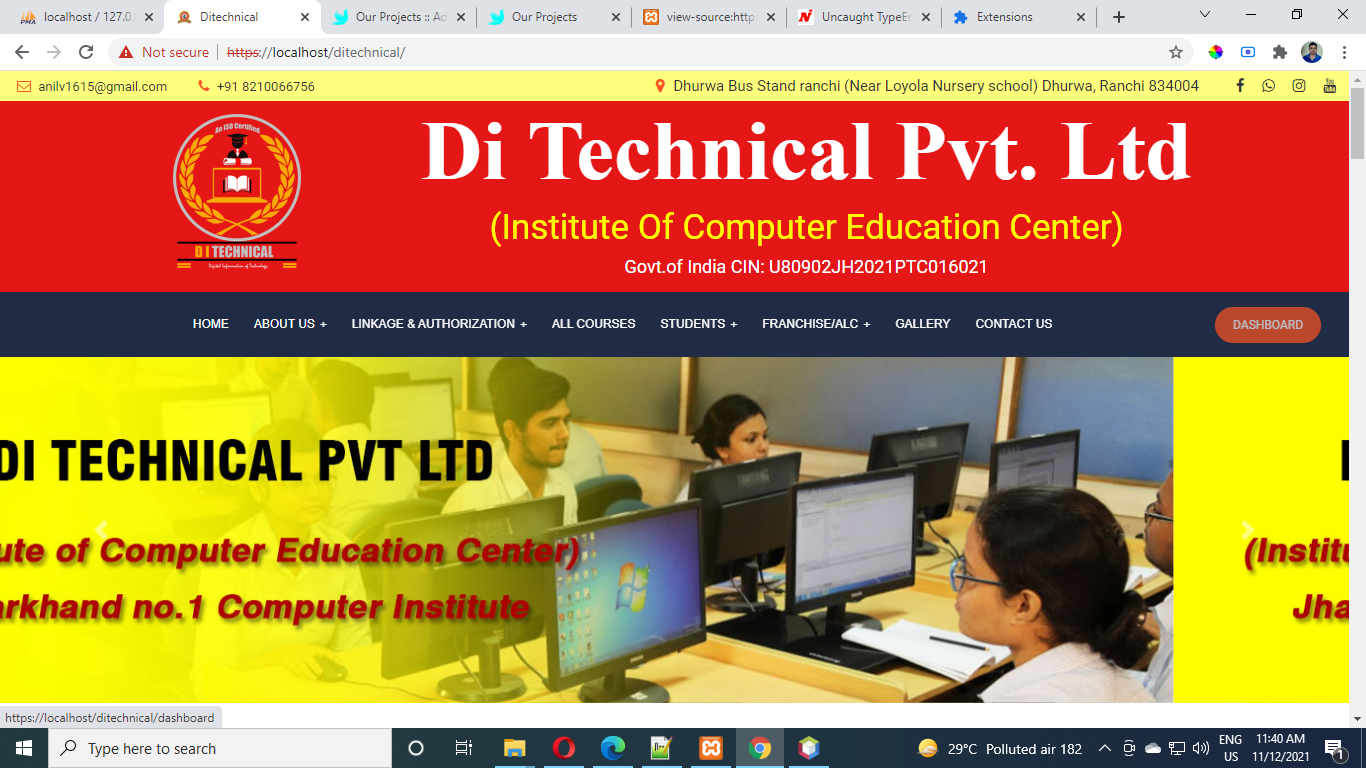 localhost / 127.0.
Ditechnical
Our Projects :: Ad
Our Projects
view-source:https
Uncaught TypeEr
Extensions
Not secure
https://localhost/ditechnical/
anilv1615@gmail.com
+91 8210066756
Dhurwa Bus Stand ranchi (Near Loyola Nursery school) Dhurwa, Ranchi 834004
An ISO Certified
D I TECHNICAL
Digital Information of Technology
Di Technical Pvt. Ltd
(Institute Of Computer Education Center)
Govt.of India CIN: U80902JH2021PTC016021
HOME
ABOUT US +
LINKAGE & AUTHORIZATION +
ALL COURSES
STUDENTS +
FRANCHISE/ALC +
GALLERY
CONTACT US
DASHBOARD
DI TECHNICAL PVT LTD
ute of Computer Education Center)
arkhand no.1 Computer Institute
(Institu
Jha
https://localhost/ditechnical/dashboard
Type here to search
29°C Polluted air 182
ENG
US
11:40 AM
11/12/2021
1